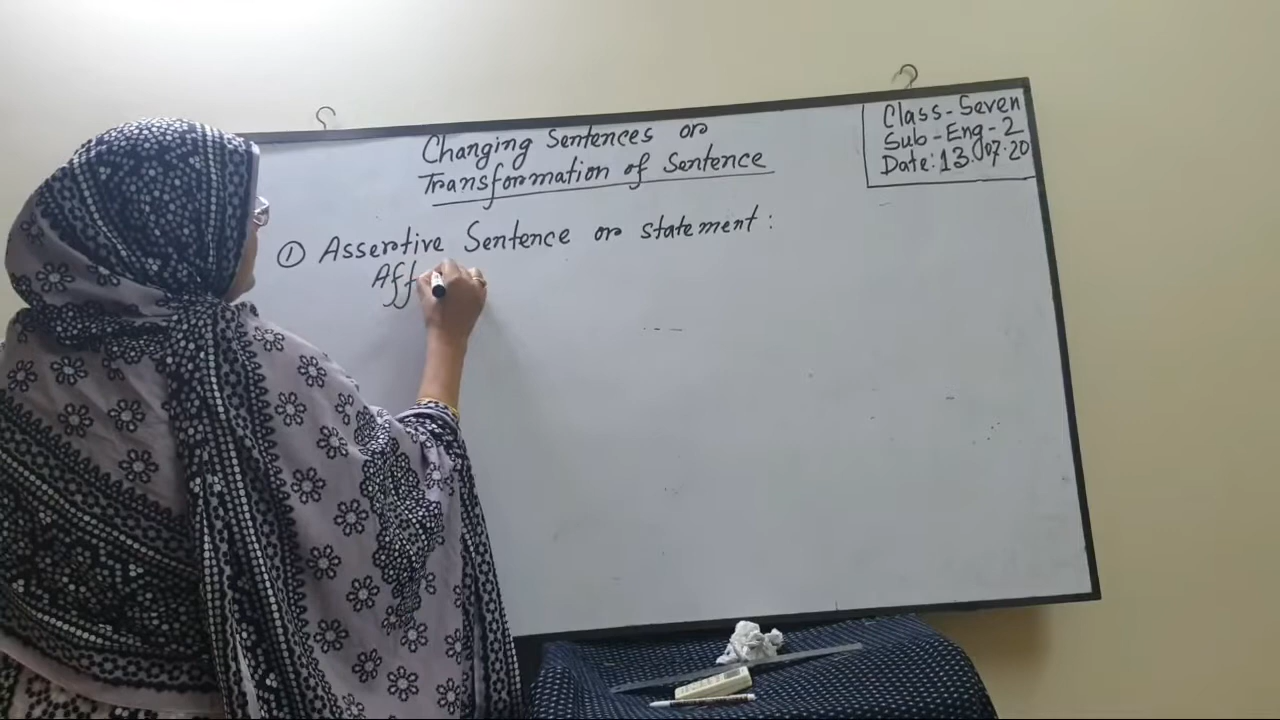 Changing Sentences or
Transformation of Sentence
Class-Seven
Sub-Eng-2
Date: 13.07.20
① Assertive Sentence or statement:
Aff